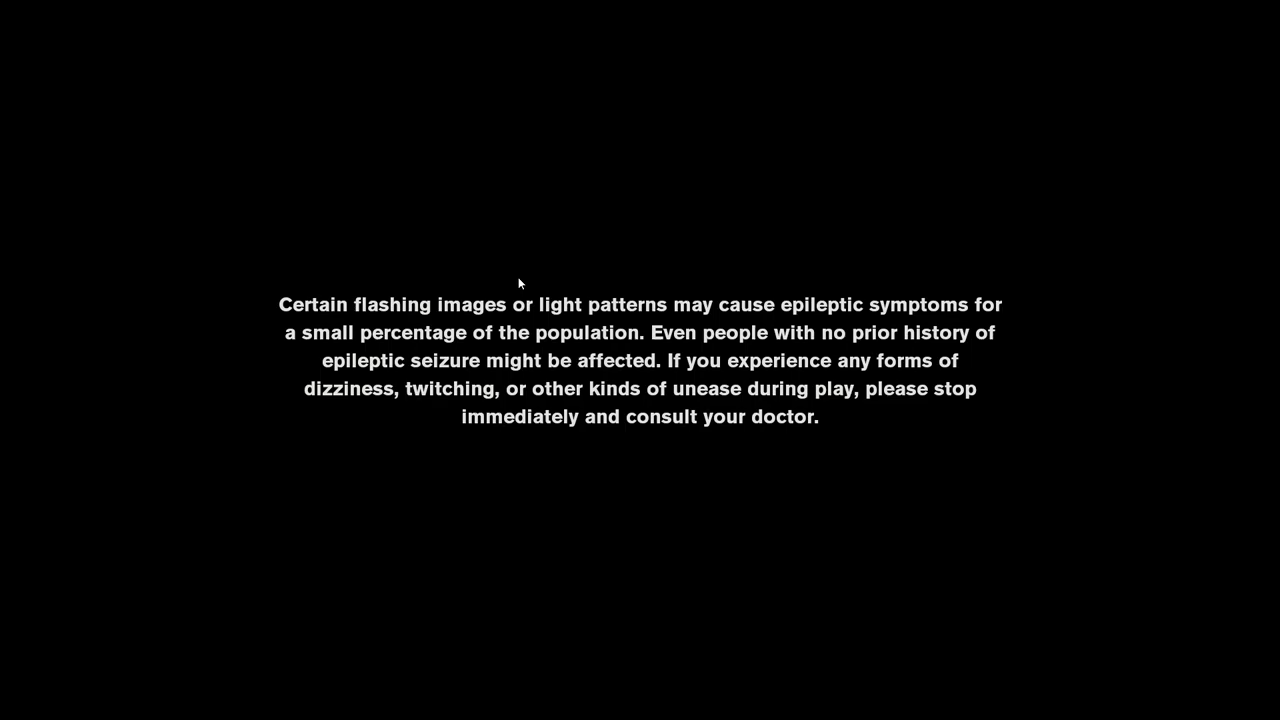 Certain flashing images or light patterns may cause epileptic symptoms for
a small percentage of the population. Even people with no prior history of
epileptic seizure might be affected. If you experience any forms of
dizziness, twitching, or other kinds of unease during play, please stop
immediately and consult your doctor.